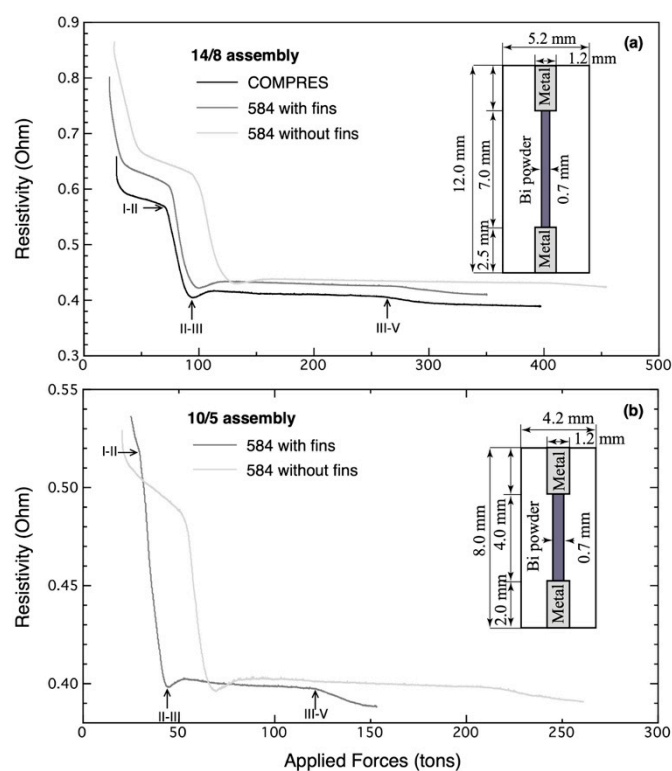 0.9
0.8
0.7
0.6
0.5
0.4
0.3
Resistivity (Ohm)
14/8 assembly
COMPRES
584 with fins
584 without fins
I-II
II-III
III-V
(a)
5.2 mm
1.2 mm
Metal
12.0 mm
7.0 mm
Bi powder
0.7 mm
2.5 mm
Metal
0 100 200 300 400 500
0.55
0.50
0.45
0.40
Resistivity (Ohm)
10/5 assembly
584 with fins
584 without fins
I-II
II-III
III-V
(b)
4.2 mm
1.2 mm
Metal
8.0 mm
4.0 mm
Bi powder
0.7 mm
2.0 mm
Metal
0 50 100 150 200 250 300
Applied Forces (tons)